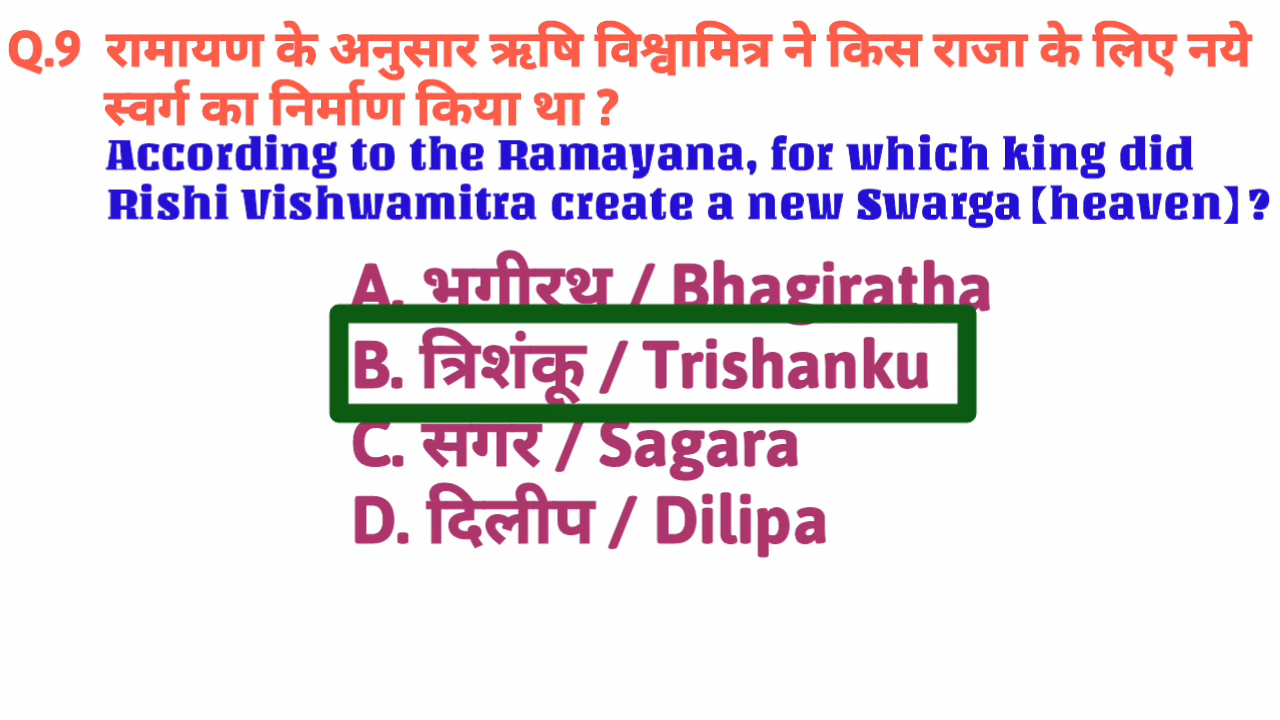 Q.9 रामायण के अनुसार ऋषि विश्वामित्र ने किस राजा के लिए नये
स्वर्ग का निर्माण किया था ?
According to the Ramayana, for which king did
Rishi Vishwamitra create a new Swarga【heaven】?
A. भगीरथ / Bhagiratha
B. त्रिशंकू / Trishanku
C. सगर / Sagara
D. दिलीप / Dilipa